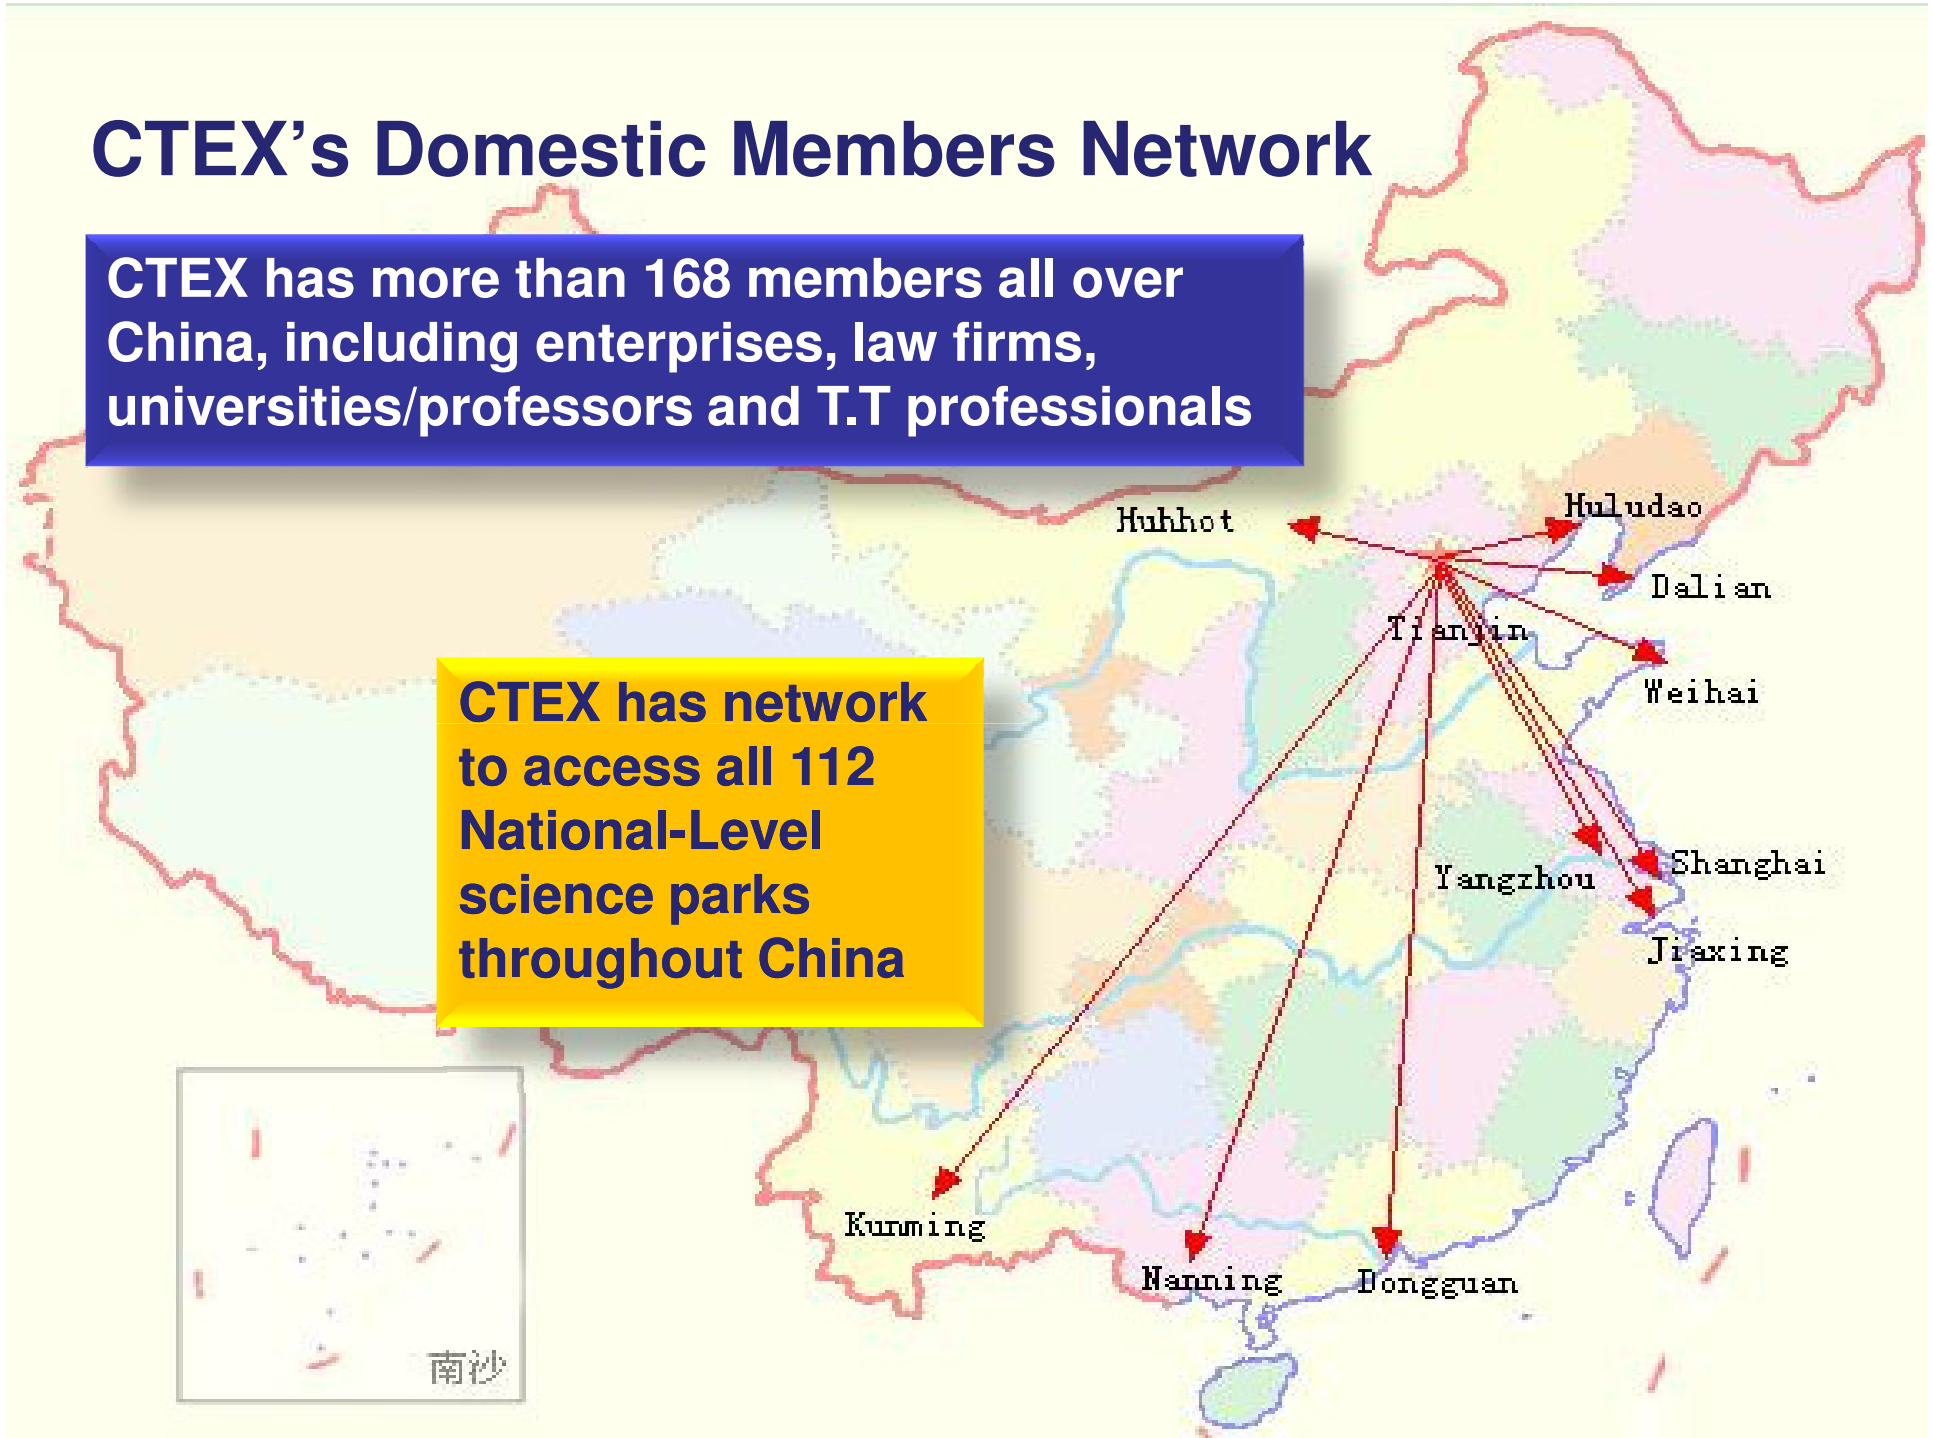 CTEX’s Domestic Members Network
CTEX has more than 168 members all over
China, including enterprises, law firms,
universities/professors and T.T professionals
Huhhot
Huludao
Dalian
Tianjin
Weihai
CTEX has network
to access all 112
National-Level
science parks
throughout China
Yangzhou
Shanghai
Jiaxing
Kunming
Nanning
Dongguan
南沙